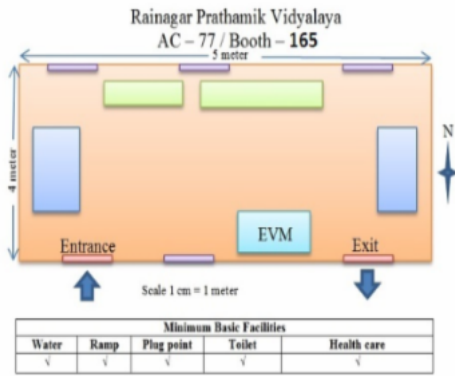 Rainagar Prathamik Vidyalaya
AC – 77 / Booth – 165
5 meter
4 meter
N
EVM
Entrance
Exit
Scale 1 cm = 1 meter
Minimum Basic Facilities
Water Ramp Plug point Toilet Health care
√ √ √ √ √